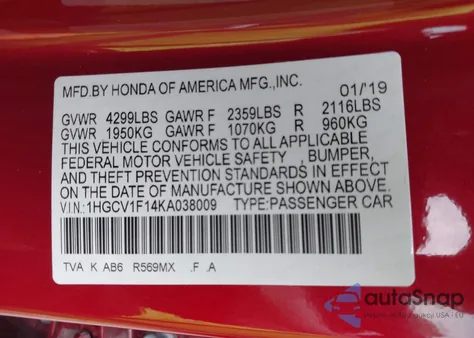 MFD.BY HONDA OF AMERICA MFG.,INC. 01/'19
GVWR 4299LBS GAWR F 2359LBS R 2116LBS
GVWR 1950KG GAWR F 1070KG R 960KG
THIS VEHICLE CONFORMS TO ALL APPLICABLE
FEDERAL MOTOR VEHICLE SAFETY , BUMPER,
AND THEFT PREVENTION STANDARDS IN EFFECT
ON THE DATE OF MANUFACTURE SHOWN ABOVE.
V.I.N.:1HGCV1F14KA038009 TYPE:PASSENGER CAR
TVA K AB6 R569MX .F .A
autoSnap
USA | EU